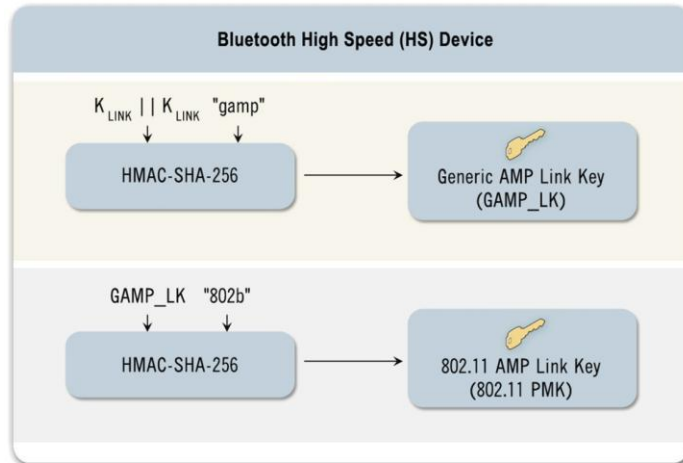 Bluetooth High Speed (HS) Device
K LINK || K LINK "gamp"
HMAC-SHA-256
Generic AMP Link Key
(GAMP_LK)
GAMP_LK "802b"
HMAC-SHA-256
802.11 AMP Link Key
(802.11 PMK)